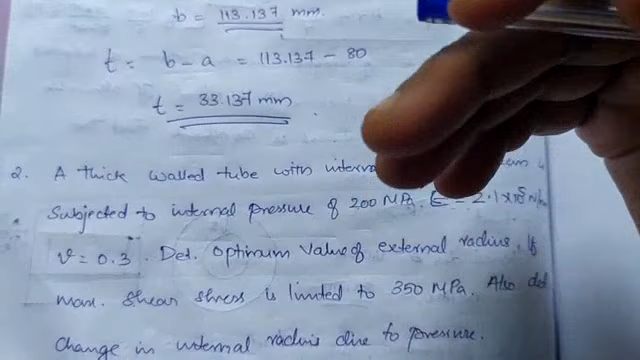 b = 113.137 mm.
t = b - a = 113.137 - 80
t = 33.137 mm
2. A thick walled tube with
subjected to internal pressure of 200 MPa. E = 2.1 x 10^5 N/
ν = 0.3. Det. optimum value of external radius, if
max. shear stress is limited to 350 MPa. Also det
change in internal radius due to pressure.